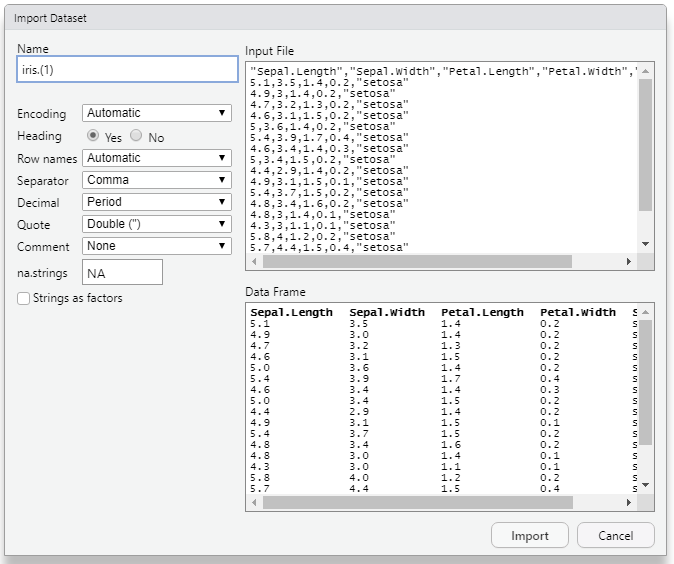 Import Dataset
Name
iris.(1)
Encoding Automatic
Heading Yes No
Row names Automatic
Separator Comma
Decimal Period
Quote Double (")
Comment None
na.strings NA
Strings as factors
Input File
"Sepal.Length","Sepal.Width","Petal.Length","Petal.Width","
5.1,3.5,1.4,0.2,"setosa"
4.9,3,1.4,0.2,"setosa"
4.7,3.2,1.3,0.2,"setosa"
4.6,3.1,1.5,0.2,"setosa"
5,3.6,1.4,0.2,"setosa"
5.4,3.9,1.7,0.4,"setosa"
4.6,3.4,1.4,0.3,"setosa"
5,3.4,1.5,0.2,"setosa"
4.4,2.9,1.4,0.2,"setosa"
4.9,3.1,1.5,0.1,"setosa"
5.4,3.7,1.5,0.2,"setosa"
4.8,3.4,1.6,0.2,"setosa"
4.8,3,1.4,0.1,"setosa"
4.3,3,1.1,0.1,"setosa"
5.8,4,1.2,0.2,"setosa"
5.7,4.4,1.5,0.4,"setosa"
Data Frame
Sepal.Length Sepal.Width Petal.Length Petal.Width S
5.1 3.5 1.4 0.2 s
4.9 3.0 1.4 0.2 s
4.7 3.2 1.3 0.2 s
4.6 3.1 1.5 0.2 s
5.0 3.6 1.4 0.2 s
5.4 3.9 1.7 0.4 s
4.6 3.4 1.4 0.3 s
5.0 3.4 1.5 0.2 s
4.4 2.9 1.4 0.2 s
4.9 3.1 1.5 0.1 s
5.4 3.7 1.5 0.2 s
4.8 3.4 1.6 0.2 s
4.8 3.0 1.4 0.1 s
4.3 3.0 1.1 0.1 s
5.8 4.0 1.2 0.2 s
5.7 4.4 1.5 0.4 s
Import Cancel